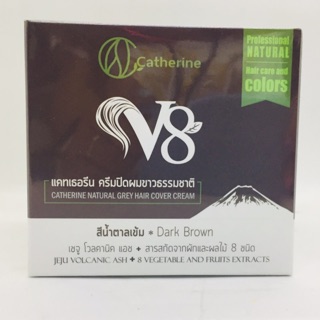 Catherine
Professional
NATURAL
Hair care and
colors
V8
แคทเธอรีน ครีมปิดผมขาวธรรมชาติ
CATHERINE NATURAL GREY HAIR COVER CREAM
สีน้ำตาลเข้ม • Dark Brown
เชจู โวลคานิค แอช + สารสกัดจากผักและผลไม้ 8 ชนิด
JEJU VOLCANIC ASH + 8 VEGETABLE AND FRUITS EXTRACTS